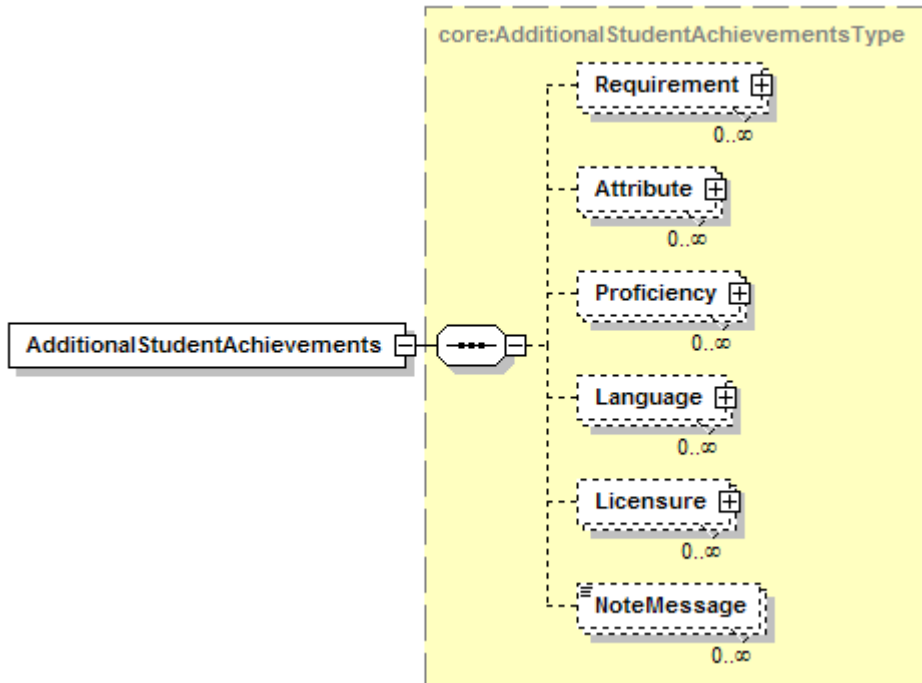 core:AdditionalStudentAchievementsType
Requirement
0..∞
Attribute
0..∞
Proficiency
0..∞
AdditionalStudentAchievements
Language
0..∞
Licensure
0..∞
NoteMessage
0..∞